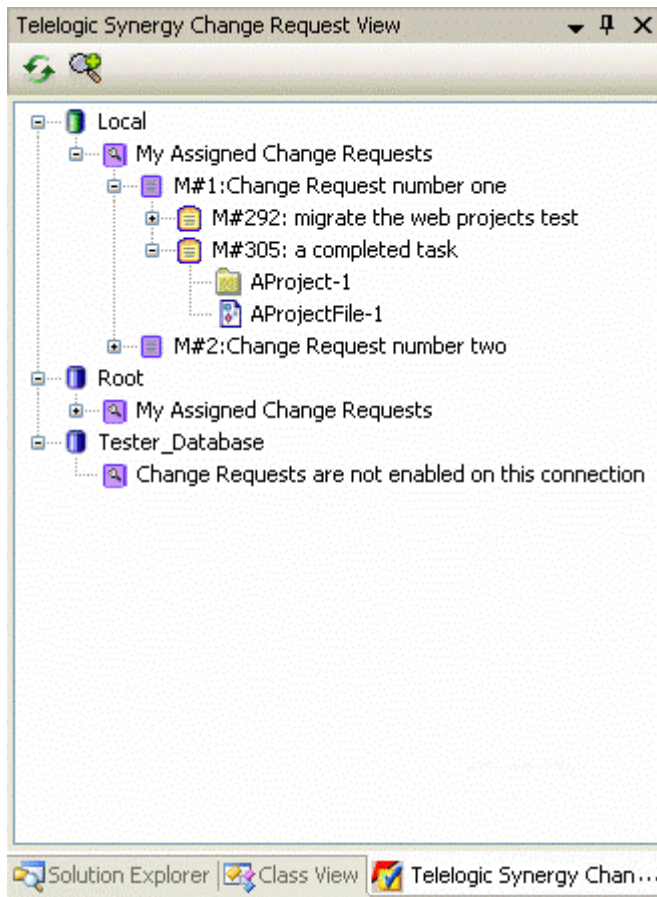 Telelogic Synergy Change Request View
Local
My Assigned Change Requests
M#1:Change Request number one
M#292: migrate the web projects test
M#305: a completed task
AProject-1
AProjectFile-1
M#2:Change Request number two
Root
My Assigned Change Requests
Tester_Database
Change Requests are not enabled on this connection
Solution Explorer Class View Telelogic Synergy Chan...